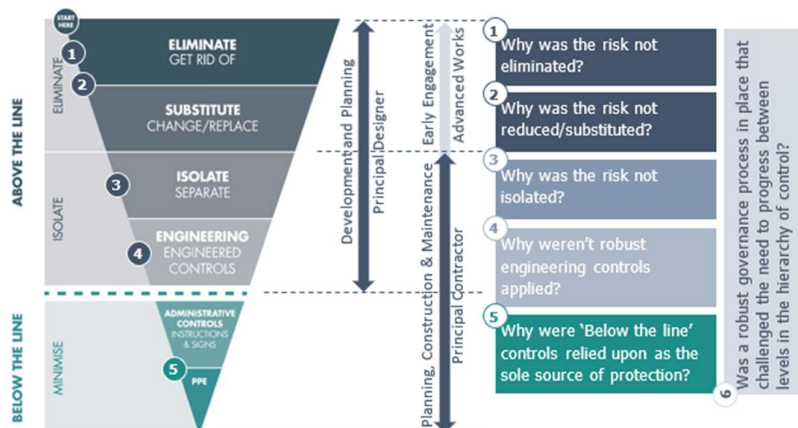 START
HERE
ABOVE THE LINE
BELOW THE LINE
ELIMINATE
ISOLATE
MINIMISE
1
2
3
4
5
ELIMINATE
GET RID OF
SUBSTITUTE
CHANGE/REPLACE
ISOLATE
SEPARATE
ENGINEERING
ENGINEERED
CONTROLS
ADMINISTRATIVE
CONTROLS
INSTRUCTIONS
& SIGNS
PPE
Development and Planning
Principal Designer
Early Engagement
Advanced Works
Planning, Construction & Maintenance
Principal Contractor
1
Why was the risk not
eliminated?
2
Why was the risk not
reduced/substituted?
3
Why was the risk not
isolated?
4
Why weren't robust
engineering controls
applied?
5
Why were 'Below the line'
controls relied upon as the
sole source of protection?
6
Was a robust governance process in place that
challenged the need to progress between
levels in the hierarchy of control?